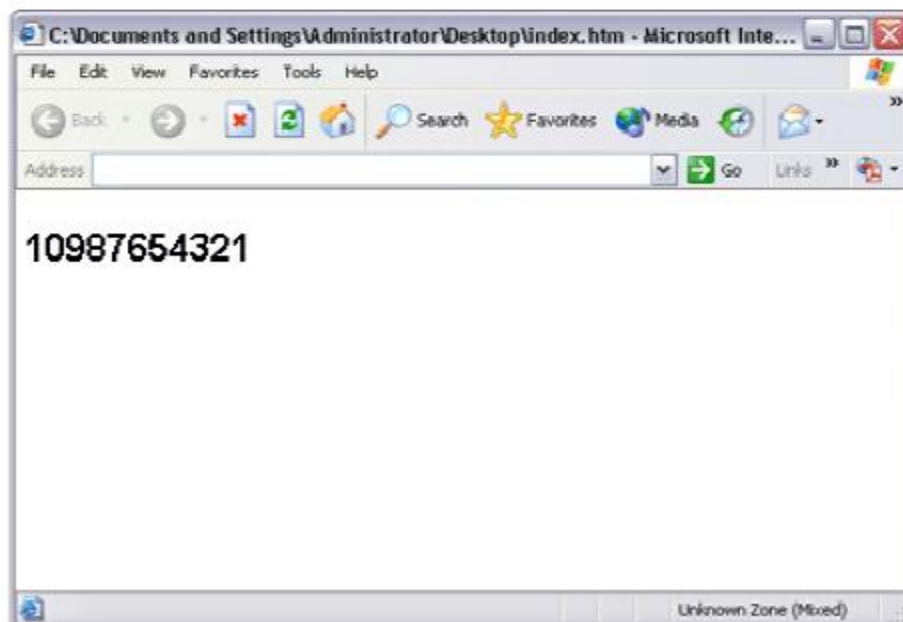 C:\Documents and Settings\Administrator\Desktop\index.htm - Microsoft Inte...
File Edit View Favorites Tools Help
Back Search Favorites Media »
Address Go Links »
10987654321
Unknown Zone (Mixed)